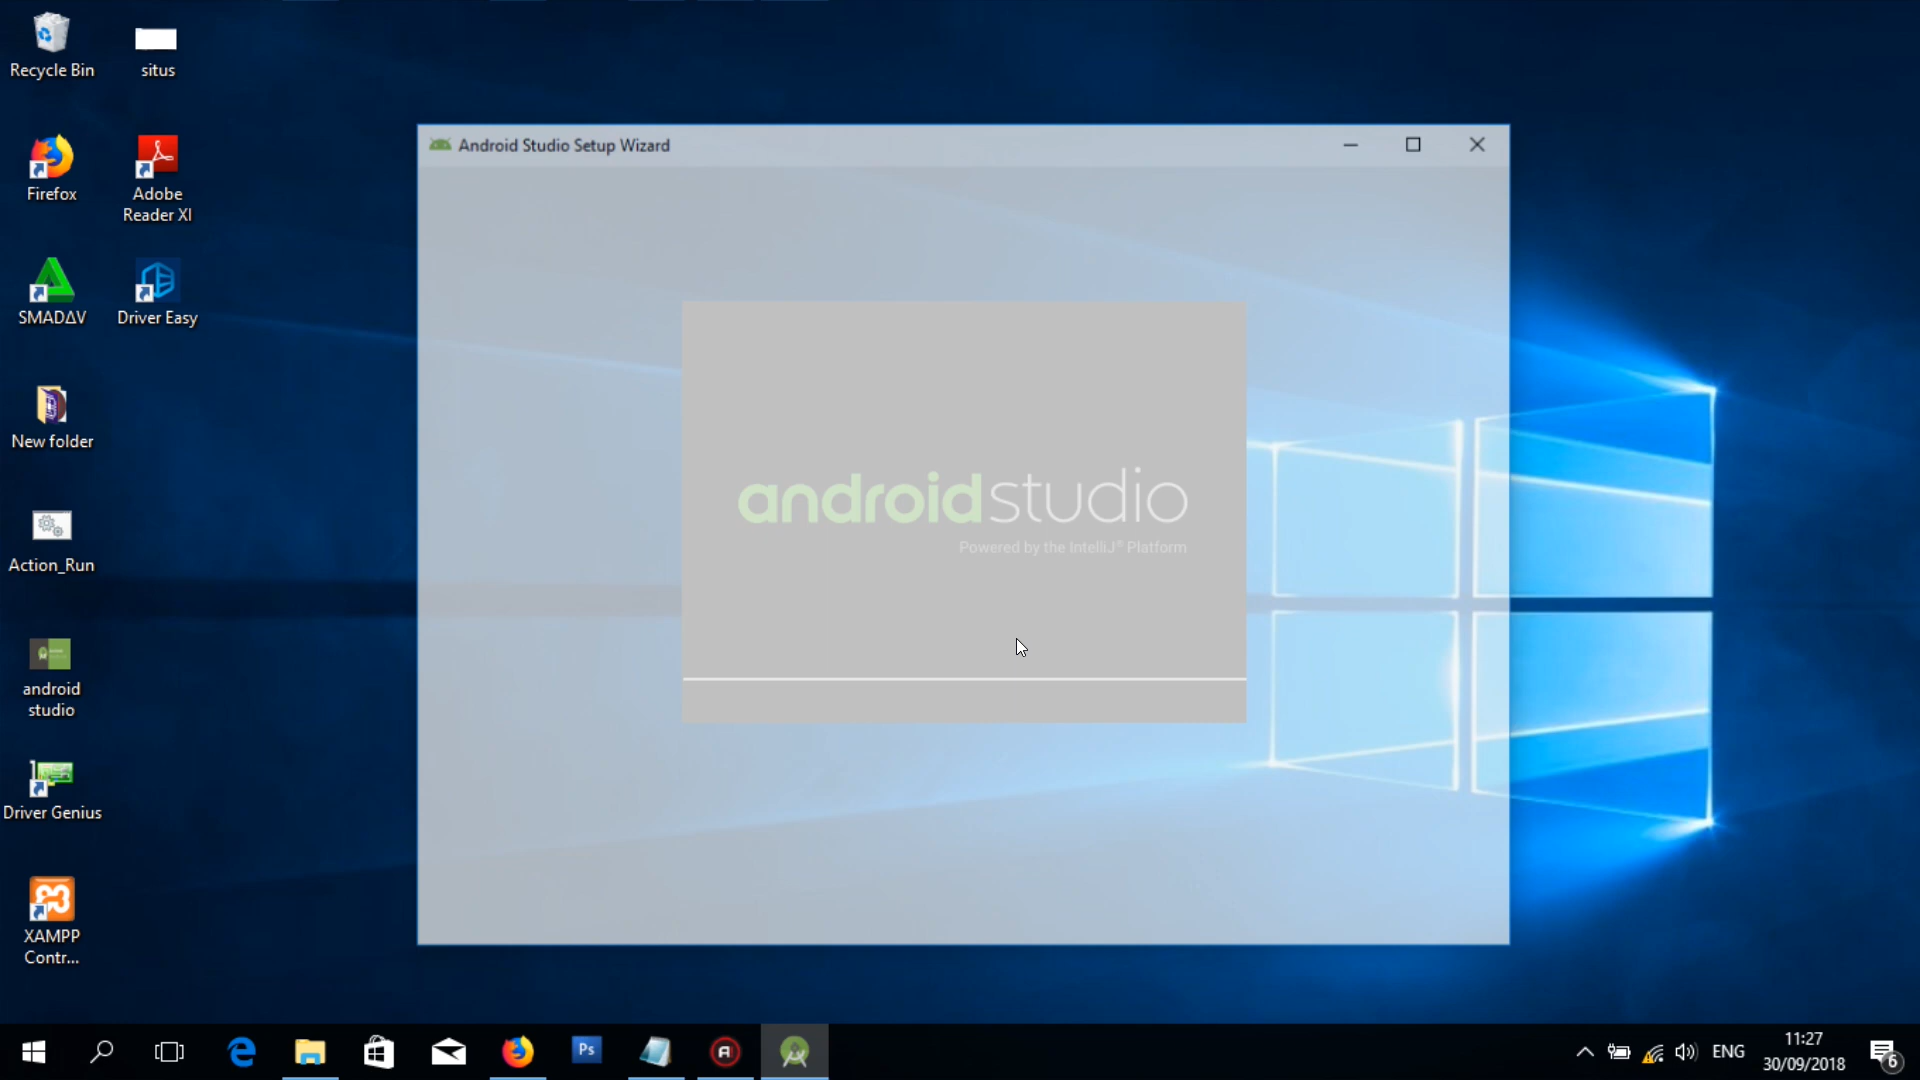 Recycle Bin
situs
Firefox
Adobe
Reader XI
SMADΔV
Driver Easy
New folder
Action_Run
android
studio
Driver Genius
XAMPP
Contr...
Android Studio Setup Wizard
androidstudio
Powered by the IntelliJ® Platform
Ps
ENG
11:27
30/09/2018
6